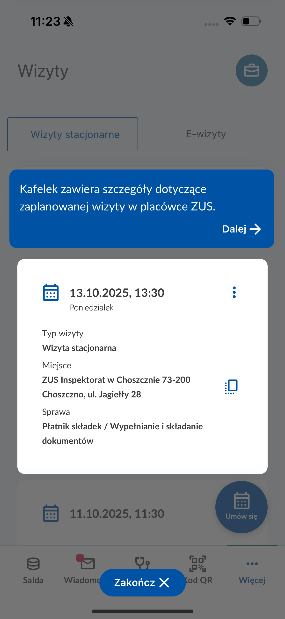 11:23
Wizyty
Wizyty stacjonarne
E-wizyty
Kafelek zawiera szczegóły dotyczące
zaplanowanej wizyty w placówce ZUS.
Dalej
13.10.2025, 13:30
Poniedziałek
Typ wizyty
Wizyta stacjonarna
Miejsce
ZUS Inspektorat w Choszcznie 73-200
Choszczno, ul. Jagiełły 28
Sprawa
Płatnik składek / Wypełnianie i składanie
dokumentów
11.10.2025, 11:30
Umów się
Salda
Wiadomo
Kod QR
Więcej
Zakończ